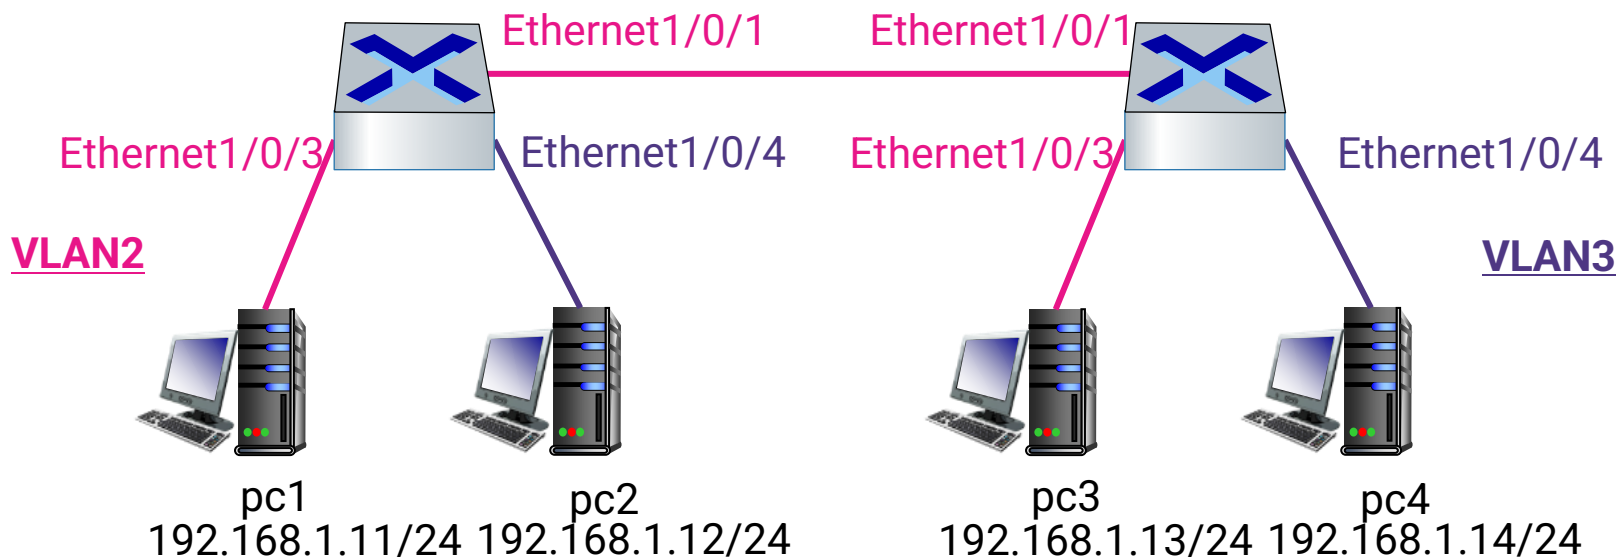 Ethernet1/0/1
Ethernet1/0/1
Ethernet1/0/3
Ethernet1/0/4
Ethernet1/0/3
Ethernet1/0/4
VLAN2
VLAN3
pc1
192.168.1.11/24
pc2
192.168.1.12/24
pc3
192.168.1.13/24
pc4
192.168.1.14/24